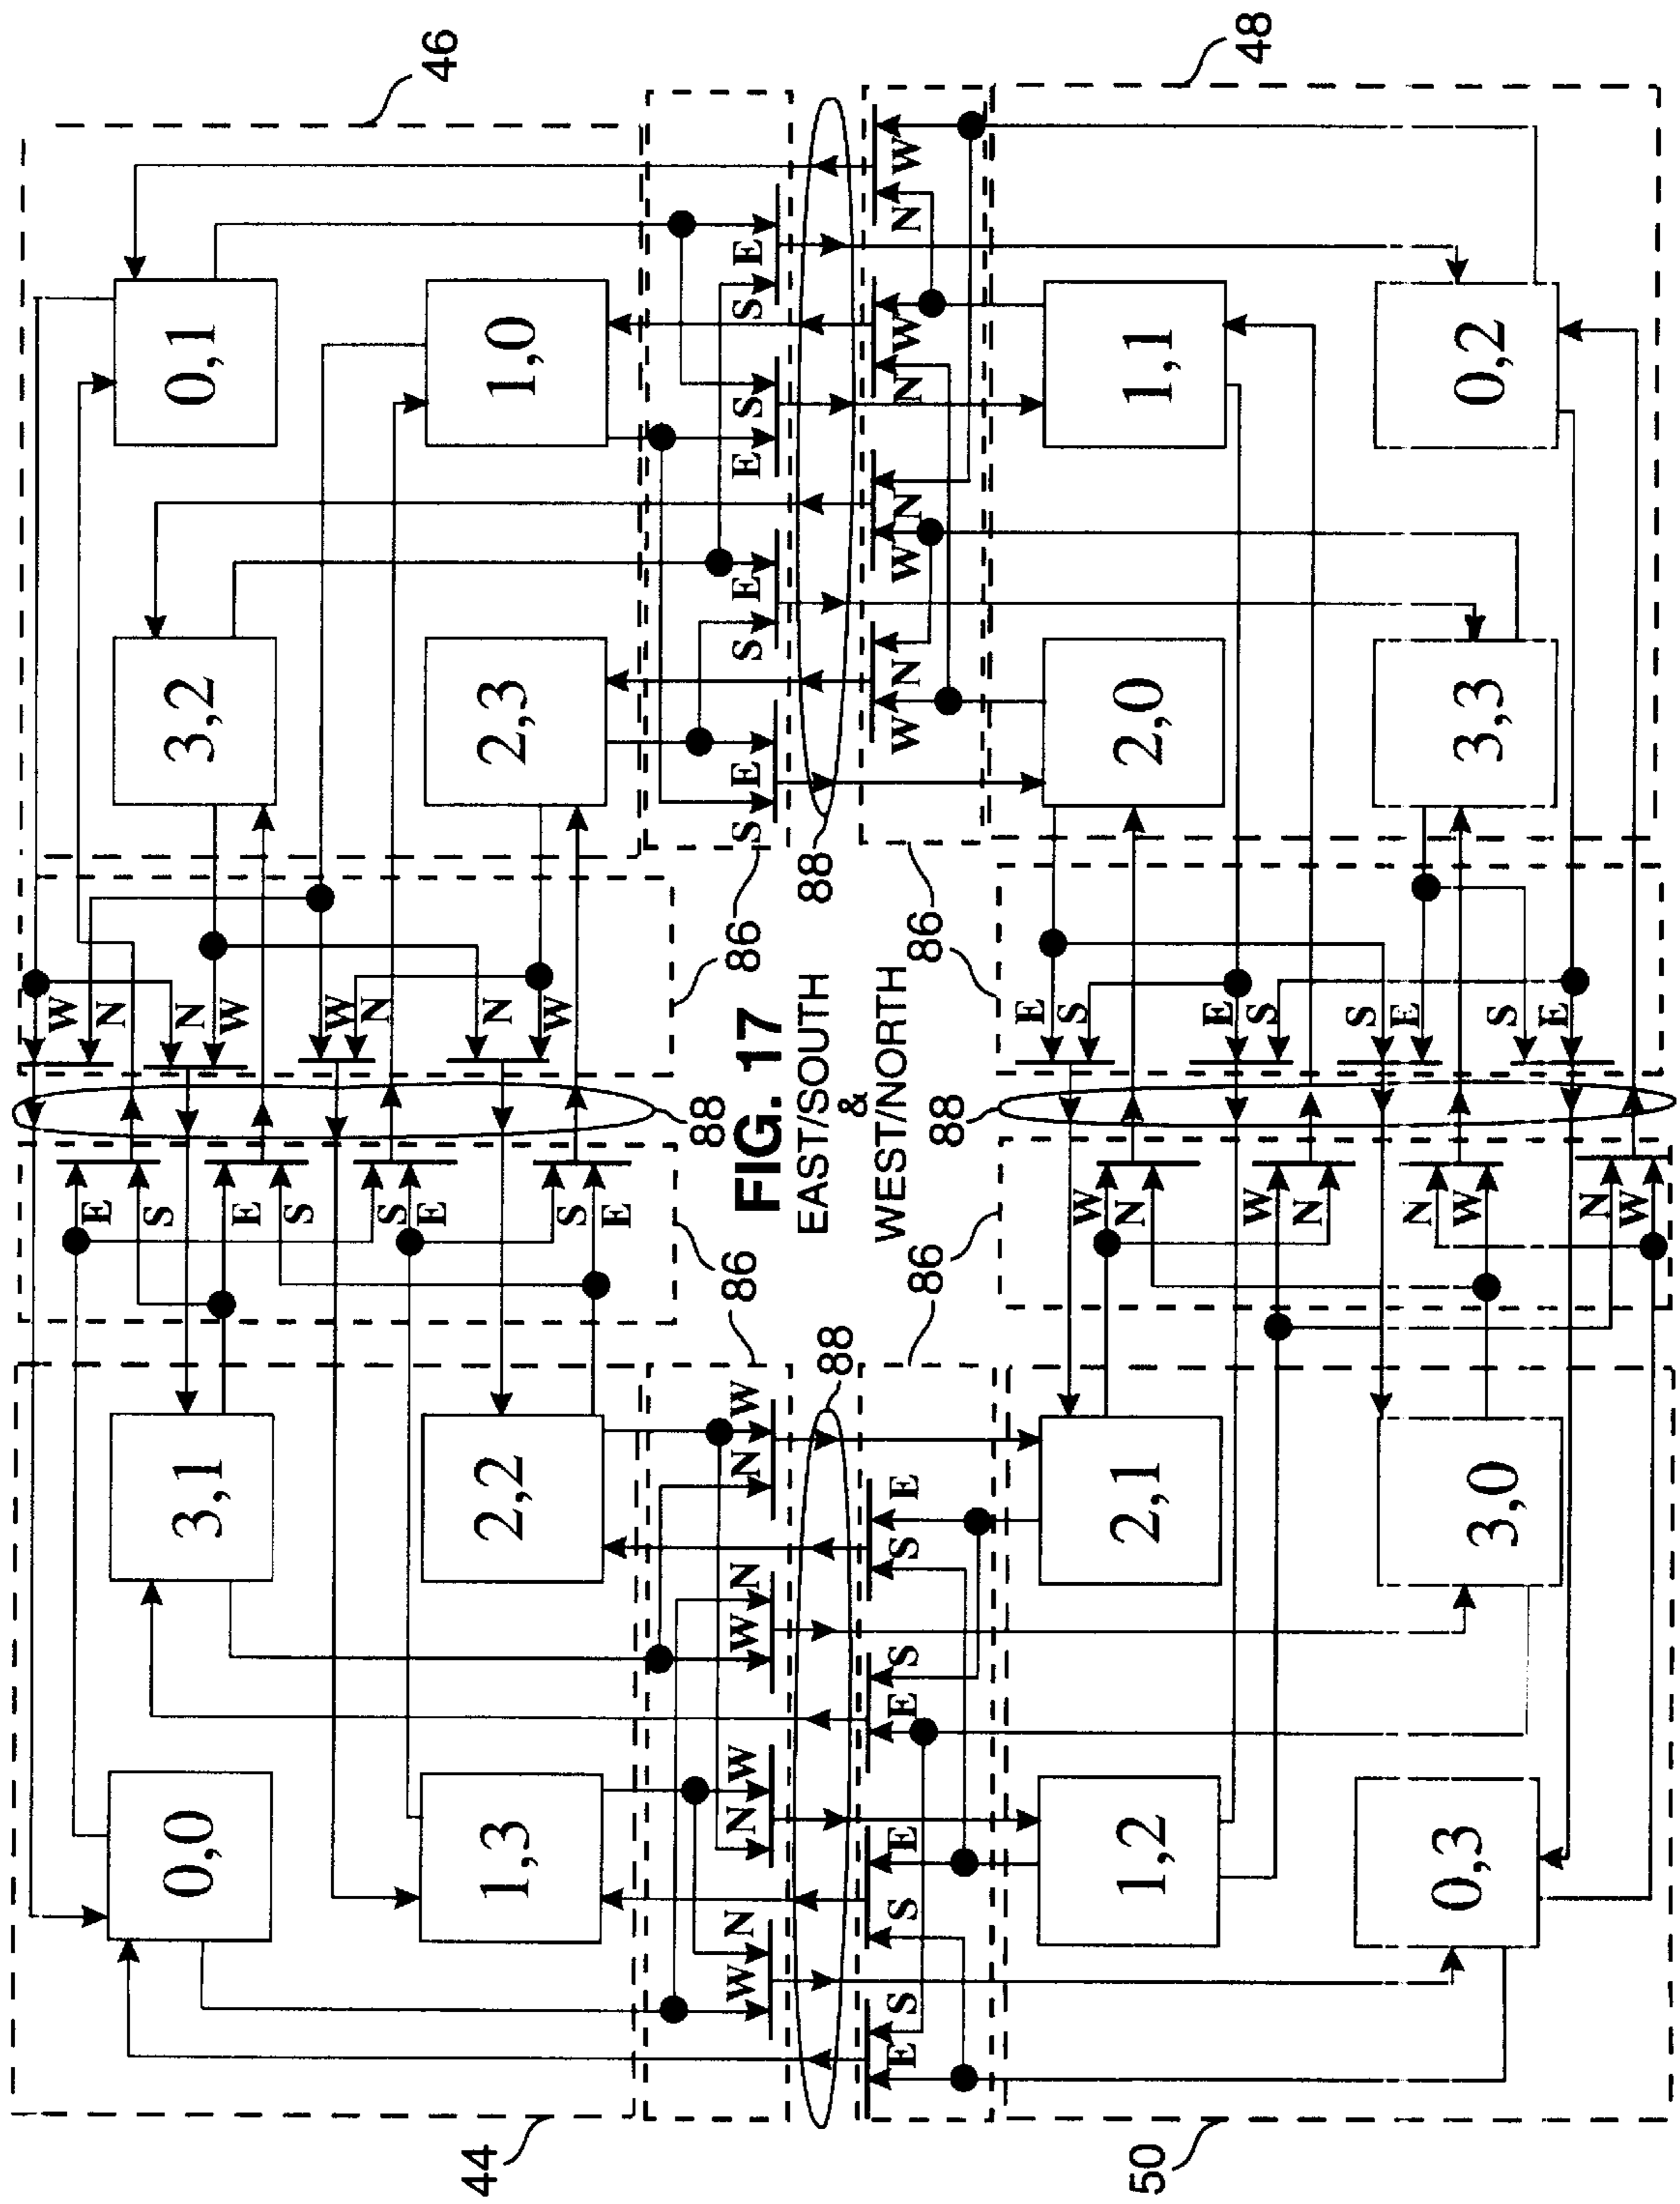 0,0
3,1
3,2
0,1
E
S
E
S
S
E
S
E
W
N
N
W
W
N
N
W
46
44
1,3
2,2
2,3
1,0
88
86
86
W
N
N
W
W
N
N
W
86
FIG. 17
86
S
E
S
E
E
S
S
E
88
EAST/SOUTH
&
WEST/NORTH
88
E
S
S
E
E
S
S
E
86
86
W
N
W
N
N
W
N
W
86
88
86
1,2
2,1
2,0
1,1
W
N
W
N
N
W
N
W
E
S
E
S
S
E
S
E
50
48
0,3
3,0
3,3
0,2